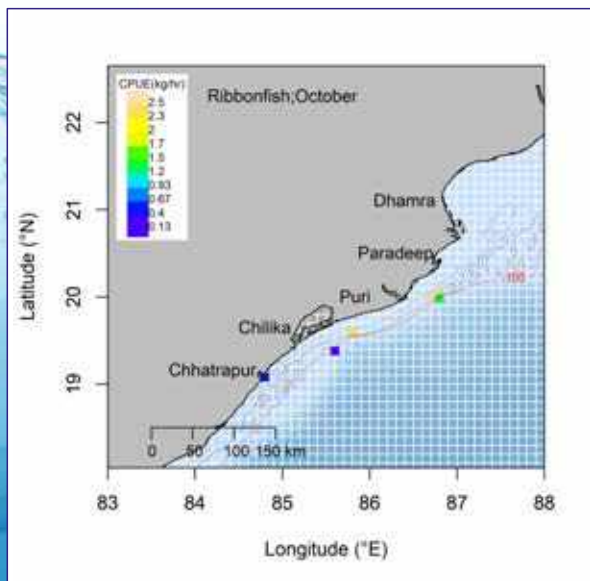 CPUE(kg/hr)
2.5
2.3
2
1.7
1.5
1.2
0.93
0.67
0.4
0.13
Ribbonfish;October
Dhamra
Paradeep
Puri
Chilika
Chhatrapur
100
0 50 100 150 km
22
21
20
19
Latitude (°N)
83 84 85 86 87 88
Longitude (°E)